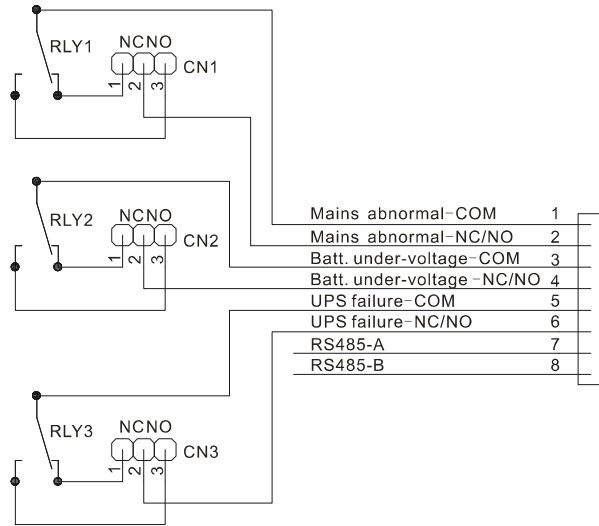 NCNO
RLY1
CN1
1 2 3
NCNO
RLY2
CN2
1 2 3
Mains abnormal-COM 1
Mains abnormal-NC/NO 2
Batt. under-voltage-COM 3
Batt. under-voltage -NC/NO 4
UPS failure-COM 5
UPS failure-NC/NO 6
RS485-A 7
RS485-B 8
NCNO
RLY3
CN3
1 2 3